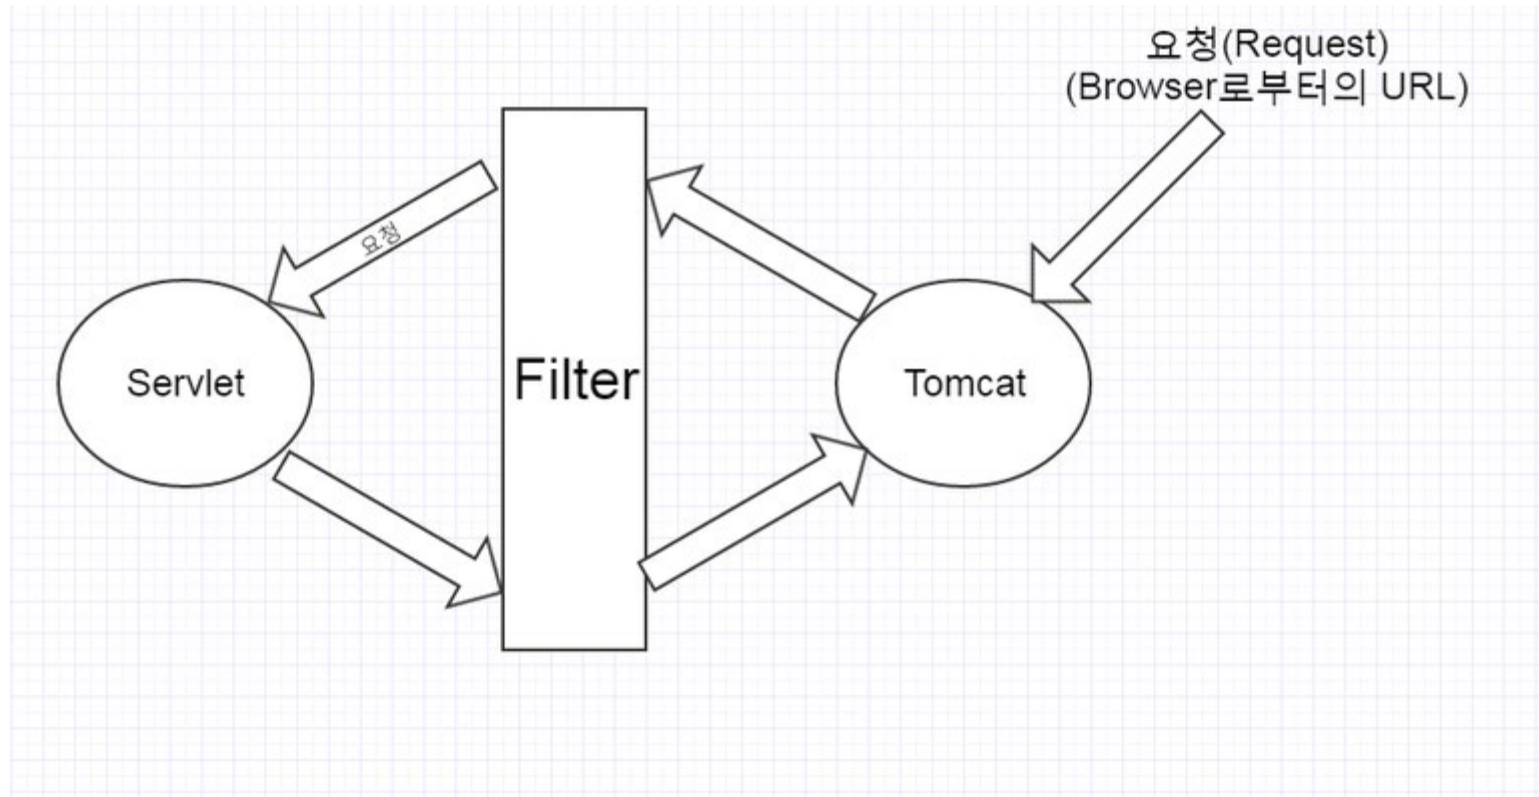 요청(Request)
(Browser로부터의 URL)
요청
Filter
Servlet
Tomcat